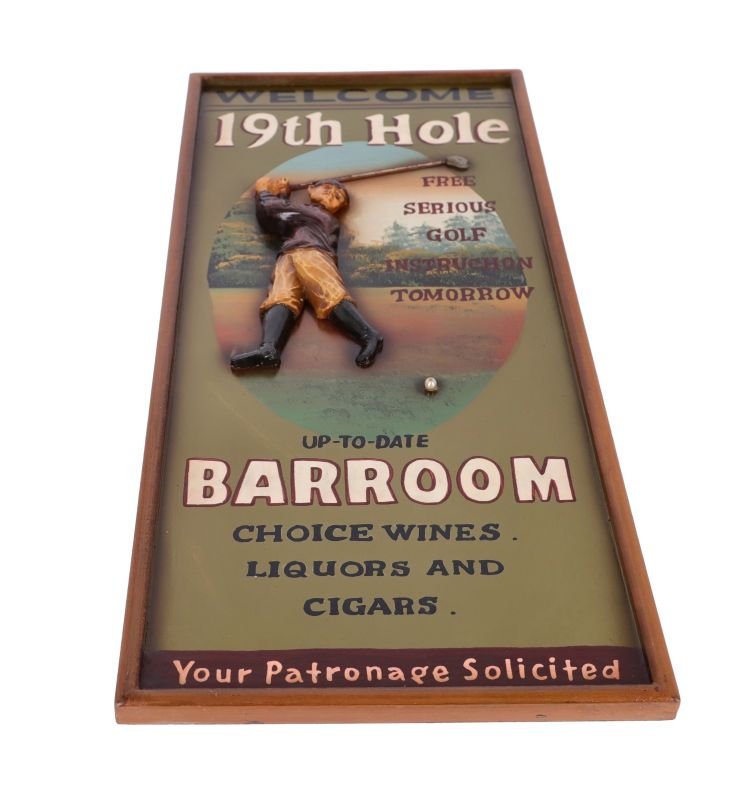 WELCOME
19th Hole
FREE
SERIOUS
GOLF
INSTRUCHON
TOMORROW
UP-TO-DATE
BARROOM
CHOICE WINES.
LIQUORS AND
CIGARS.
Your Patronage Solicited